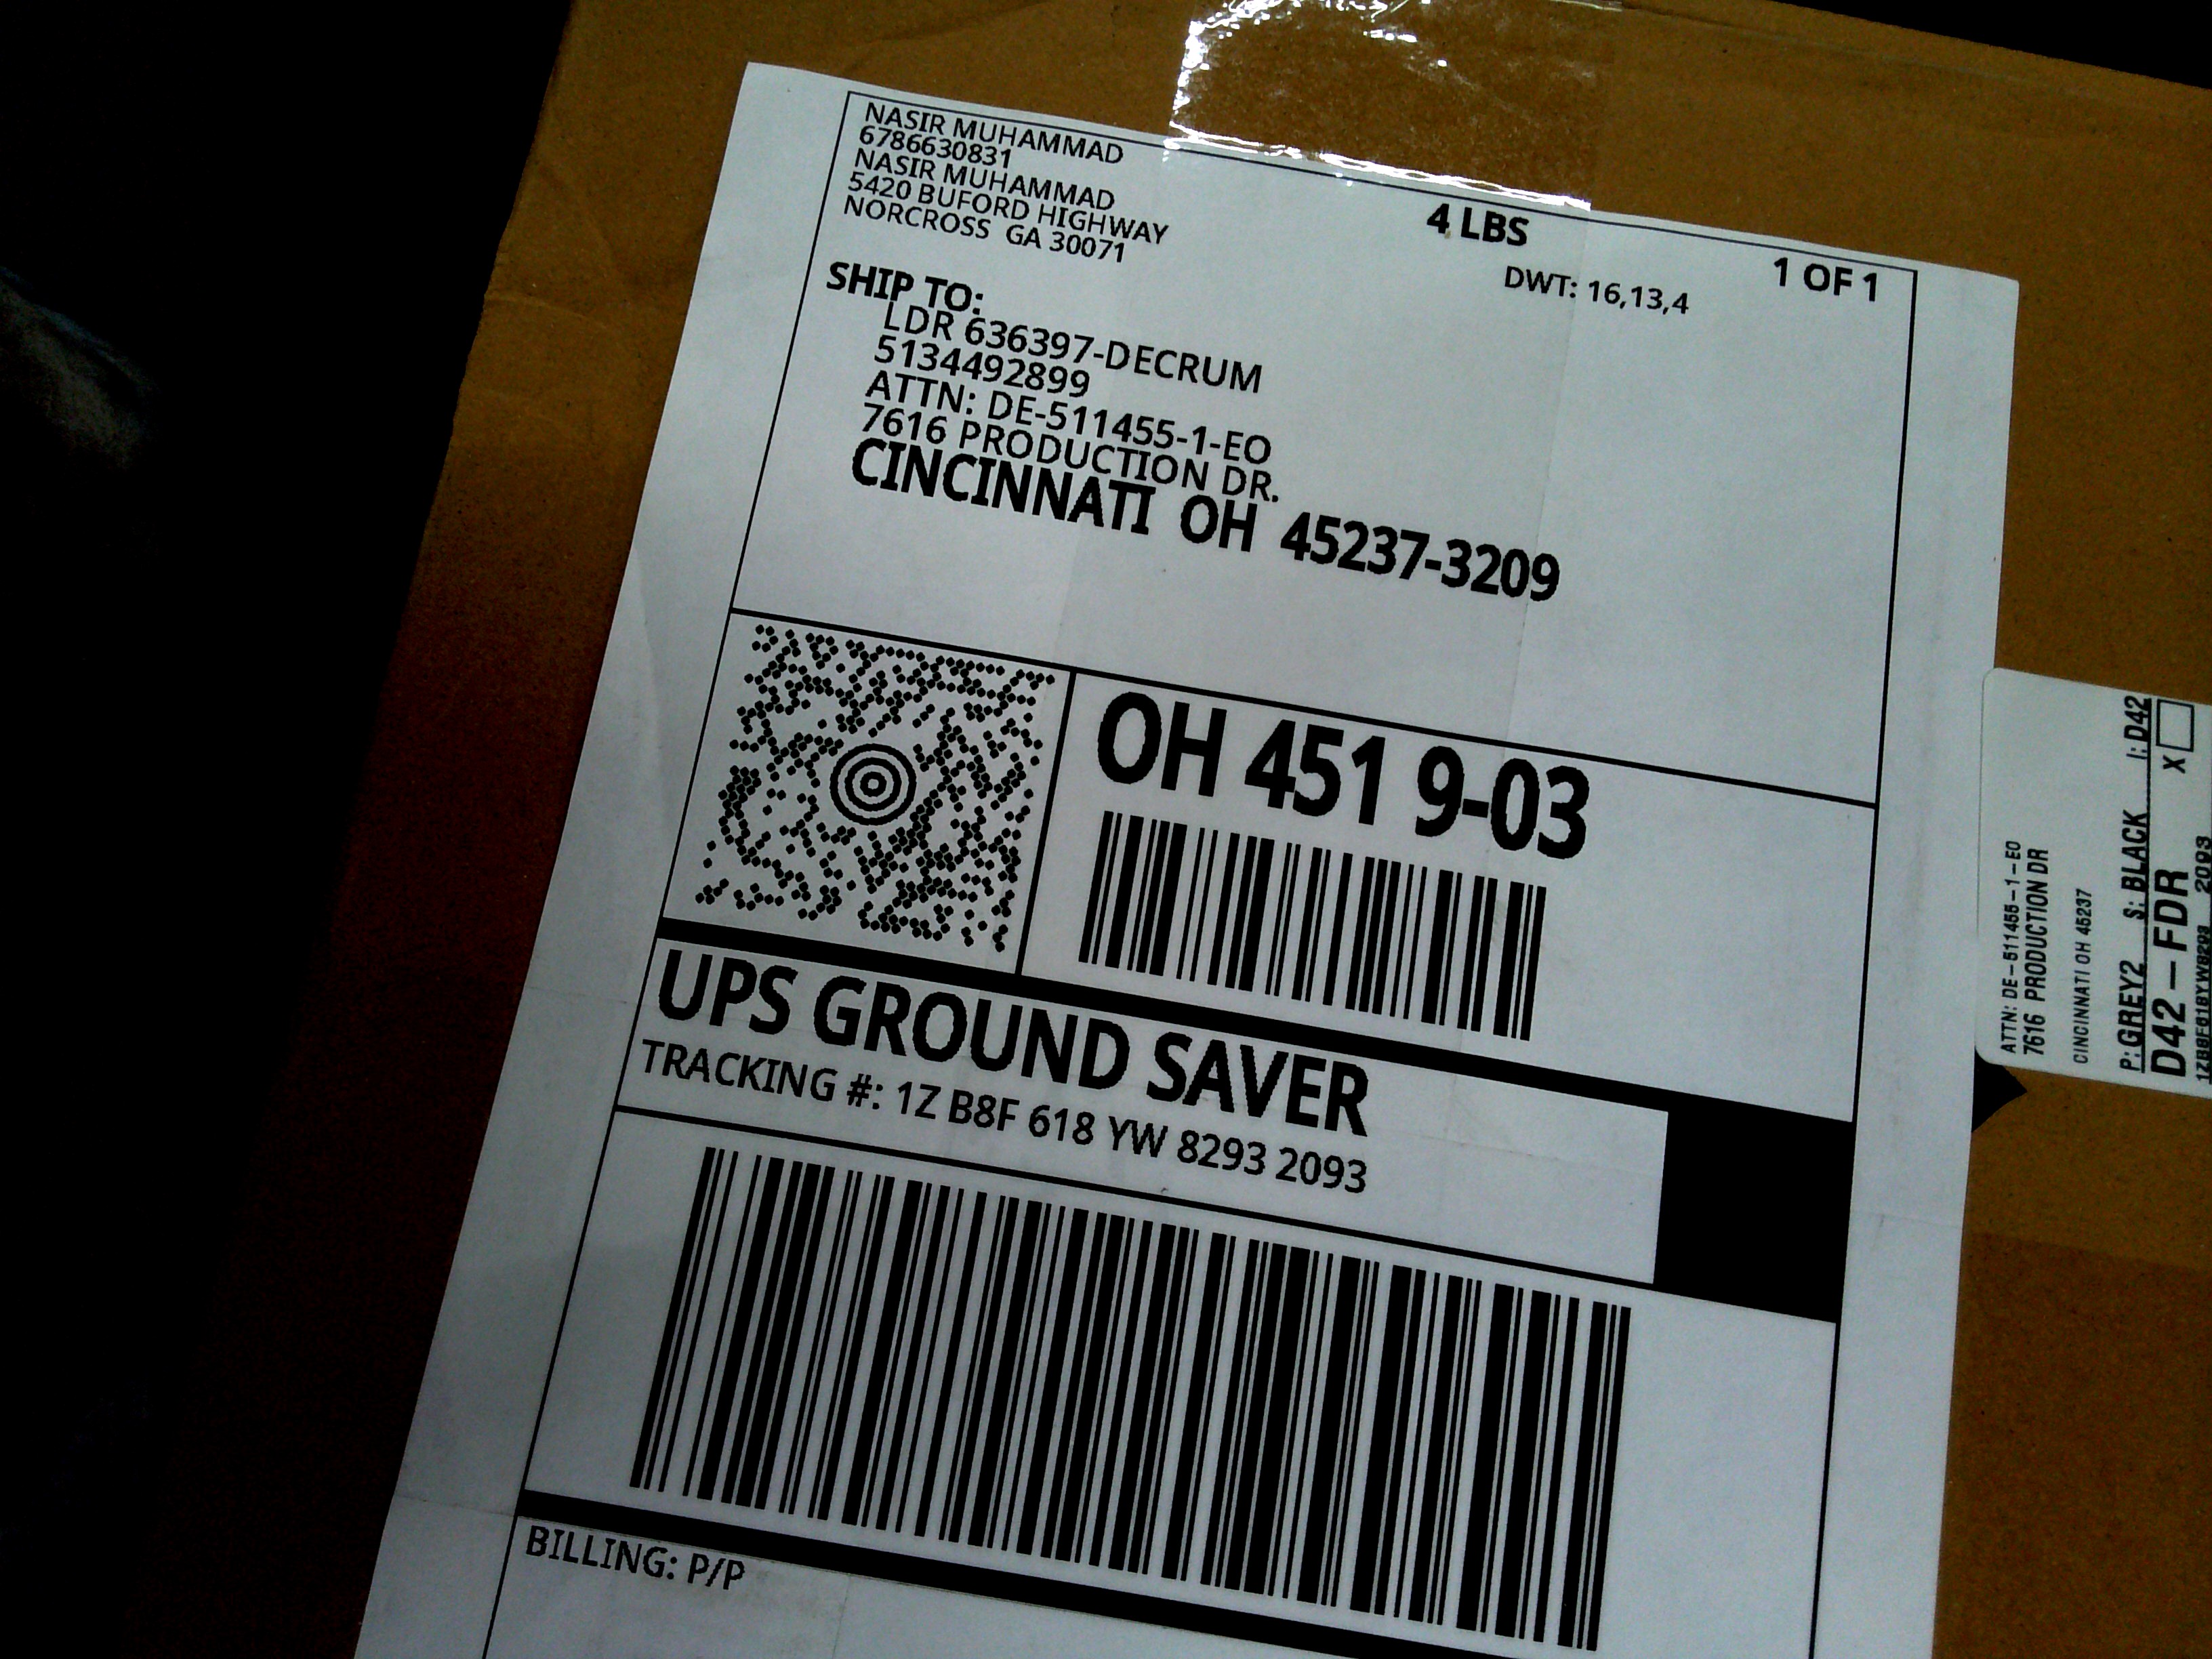 NASIR MUHAMMAD
6786630831
NASIR MUHAMMAD
5420 BUFORD HIGHWAY
NORCROSS GA 30071
4 LBS
1 OF 1
DWT: 16,13,4
SHIP TO:
LDR 636397-DECRUM
5134492899
ATTN: DE-511455-1-EO
7616 PRODUCTION DR.
CINCINNATI OH 45237-3209
OH 451 9-03
UPS GROUND SAVER
TRACKING #: 1Z B8F 618 YW 8293 2093
BILLING: P/P
ATTN: DE-511455-1-EO
7616 PRODUCTION DR
CINCINNATI OH 45237
P: GREY2 S: BLACK I: D42
D42-FDR X
1ZB8F618YW8293 2093